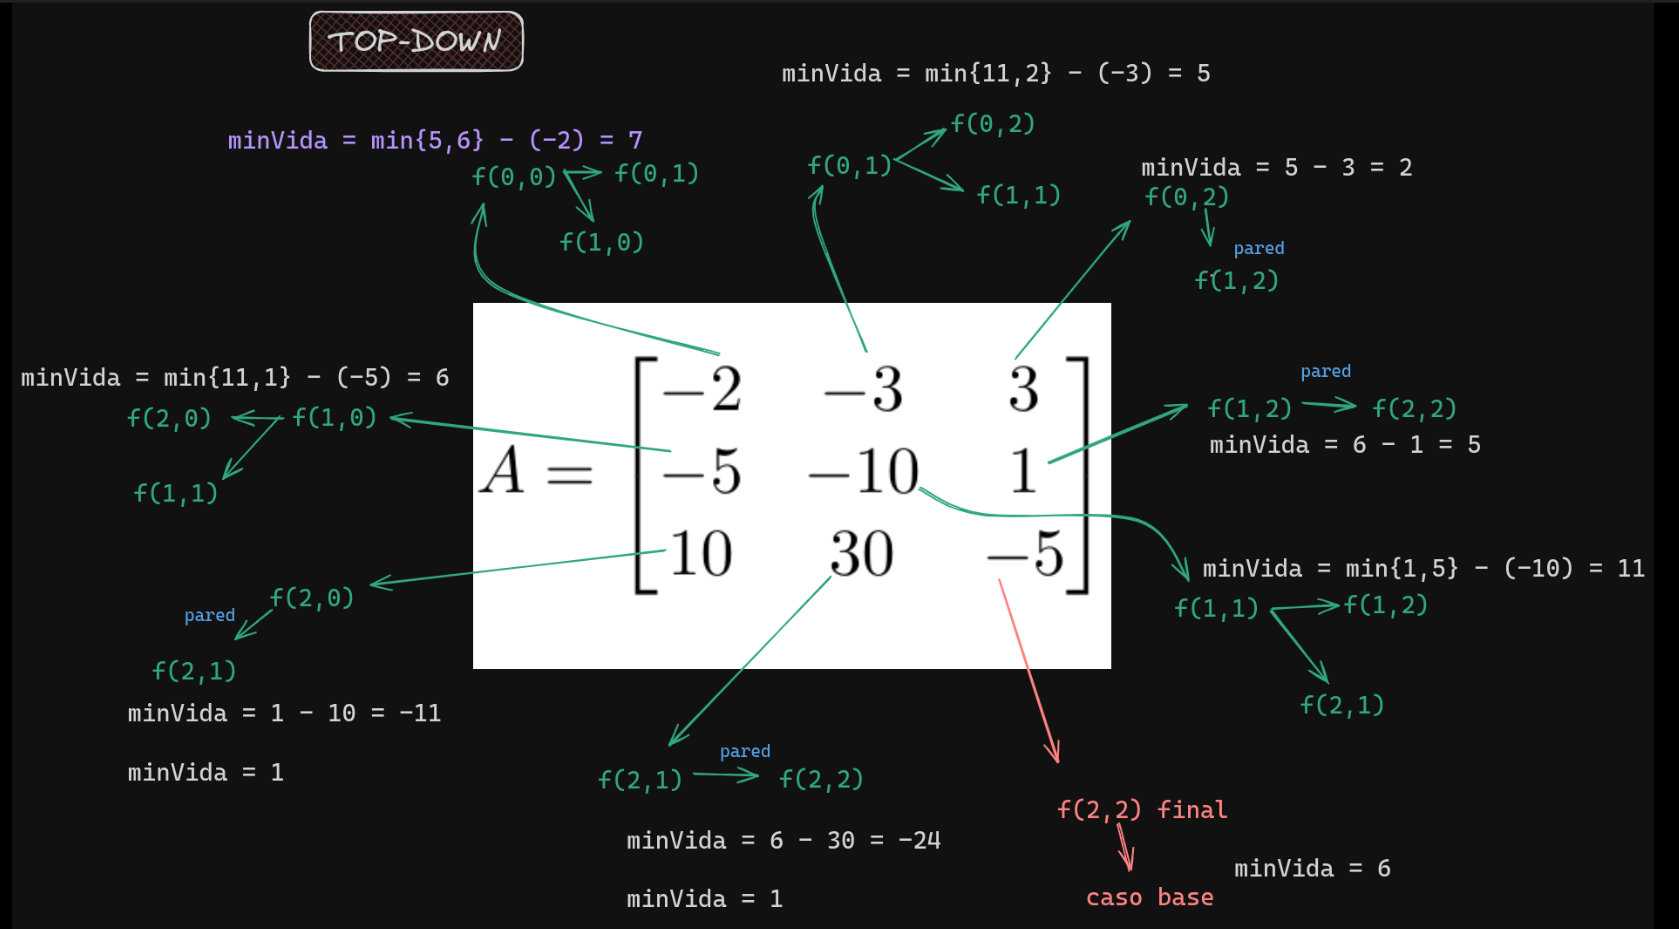 TOP-DOWN
minVida = min{11,2} - (-3) = 5
f(0,2)
f(0,1)
f(1,1)
minVida = min{5,6} - (-2) = 7
f(0,0)
f(0,1)
f(1,0)
minVida = 5 - 3 = 2
f(0,2)
pared
f(1,2)
minVida = min{11,1} - (-5) = 6
f(2,0)
f(1,0)
f(1,1)
A =
-2 -3 3
-5 -10 1
10 30 -5
pared
f(1,2)
f(2,2)
minVida = 6 - 1 = 5
minVida = min{1,5} - (-10) = 11
f(1,1)
f(1,2)
f(2,1)
f(2,0)
pared
f(2,1)
minVida = 1 - 10 = -11
minVida = 1
pared
f(2,1)
f(2,2)
minVida = 6 - 30 = -24
minVida = 1
f(2,2) final
minVida = 6
caso base